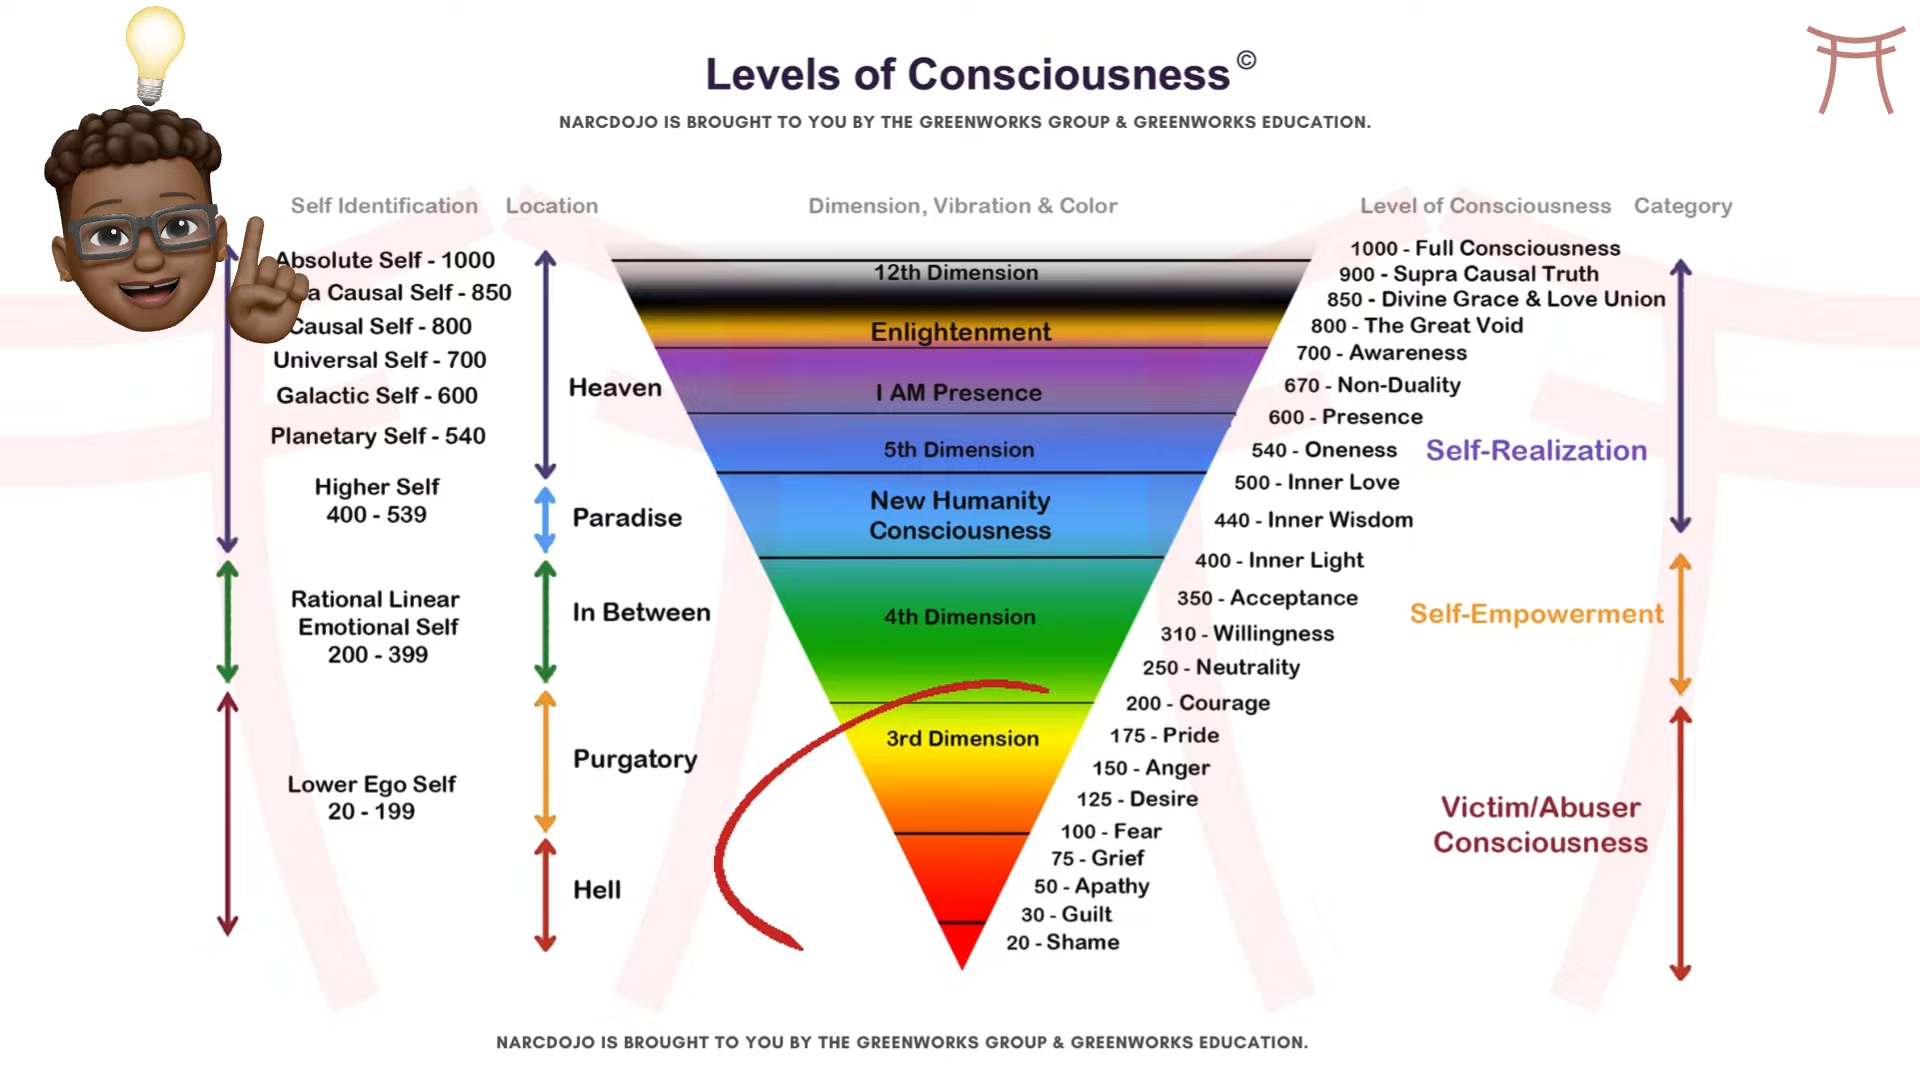 Levels of Consciousness ©
NARCDOJO IS BROUGHT TO YOU BY THE GREENWORKS GROUP & GREENWORKS EDUCATION.
Self Identification
Absolute Self - 1000
a Causal Self - 850
Causal Self - 800
Universal Self - 700
Galactic Self - 600
Planetary Self - 540
Higher Self
400 - 539
Rational Linear
Emotional Self
200 - 399
Lower Ego Self
20 - 199
Location
Heaven
Paradise
In Between
Purgatory
Hell
Dimension, Vibration & Color
12th Dimension
Enlightenment
I AM Presence
5th Dimension
New Humanity
Consciousness
4th Dimension
3rd Dimension
Level of Consciousness
1000 - Full Consciousness
900 - Supra Causal Truth
850 - Divine Grace & Love Union
800 - The Great Void
700 - Awareness
670 - Non-Duality
600 - Presence
540 - Oneness
500 - Inner Love
440 - Inner Wisdom
400 - Inner Light
350 - Acceptance
310 - Willingness
250 - Neutrality
200 - Courage
175 - Pride
150 - Anger
125 - Desire
100 - Fear
75 - Grief
50 - Apathy
30 - Guilt
20 - Shame
Category
Self-Realization
Self-Empowerment
Victim/Abuser
Consciousness
NARCDOJO IS BROUGHT TO YOU BY THE GREENWORKS GROUP & GREENWORKS EDUCATION.